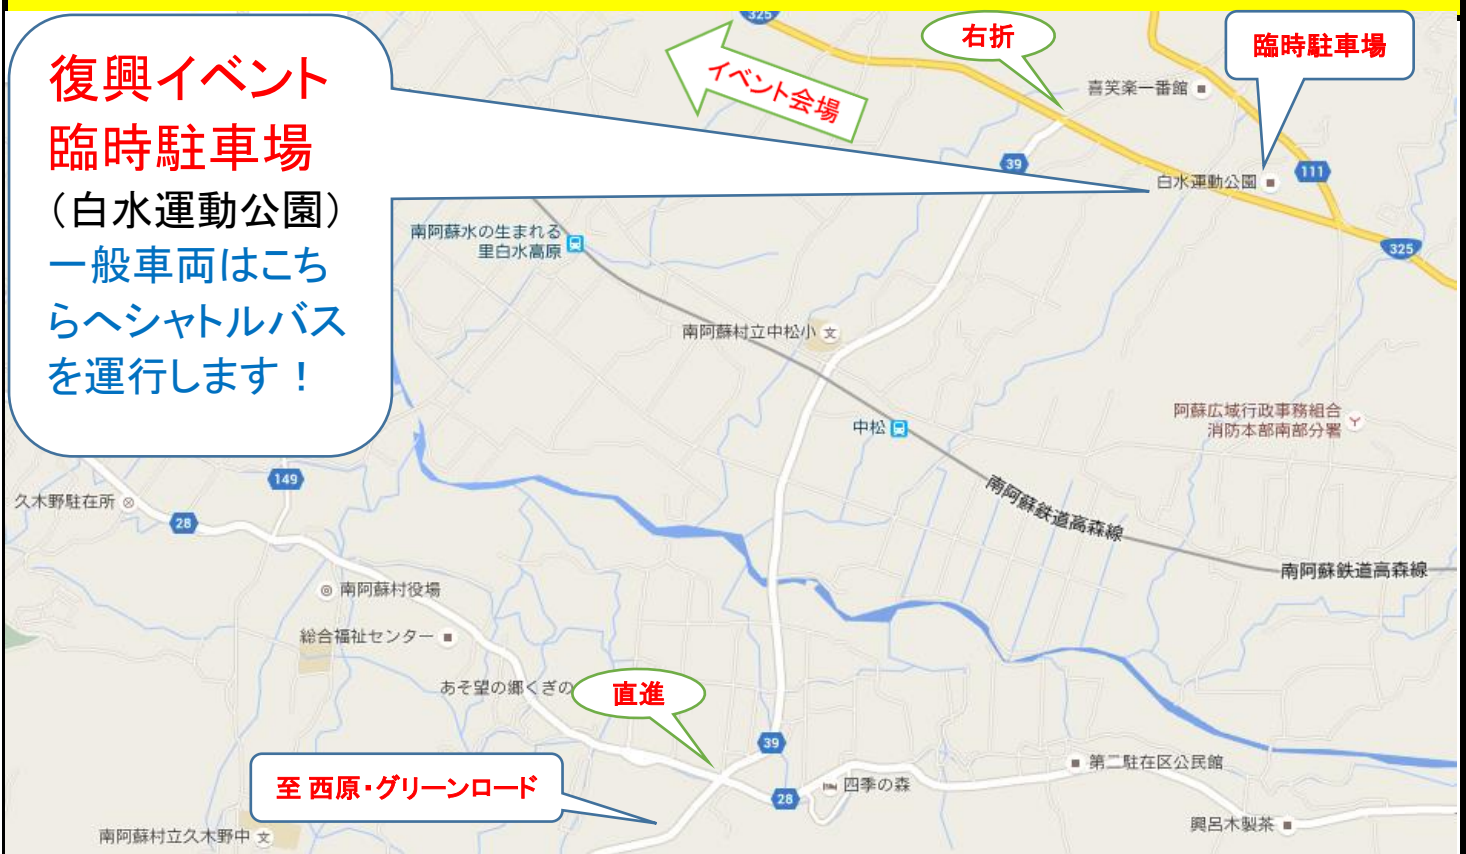 325
復興イベント
臨時駐車場
（白水運動公園）
一般車両はこち
らへシャトルバス
を運行します！
イベント会場
右折
臨時駐車場
喜笑楽一番館
39
白水運動公園
111
325
南阿蘇水の生まれる
里白水高原
南阿蘇村立中松小
文
中松
阿蘇広域行政事務組合
消防本部南部分署
149
久木野駐在所
28
南阿蘇鉄道高森線
南阿蘇鉄道高森線
南阿蘇村役場
総合福祉センター
あそ望の郷くぎの
直進
39
第二駐在区公民館
至 西原・グリーンロード
28
四季の森
興呂木製茶
南阿蘇村立久木野中
文